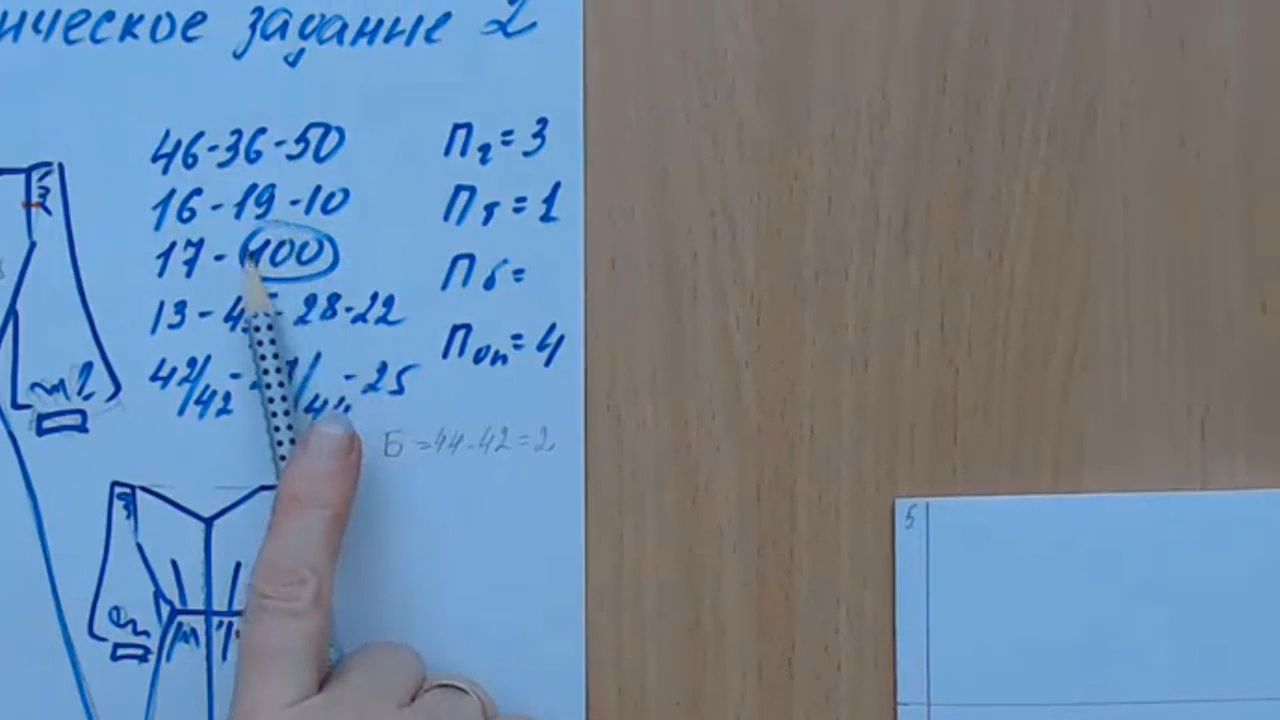 ническое задание 2
46-36-50
16-19-10
17-100
13- 28-22
42/42- -25
Пг=3
Пт=1
Пб=
Поп=4
Б=44-42=2
5